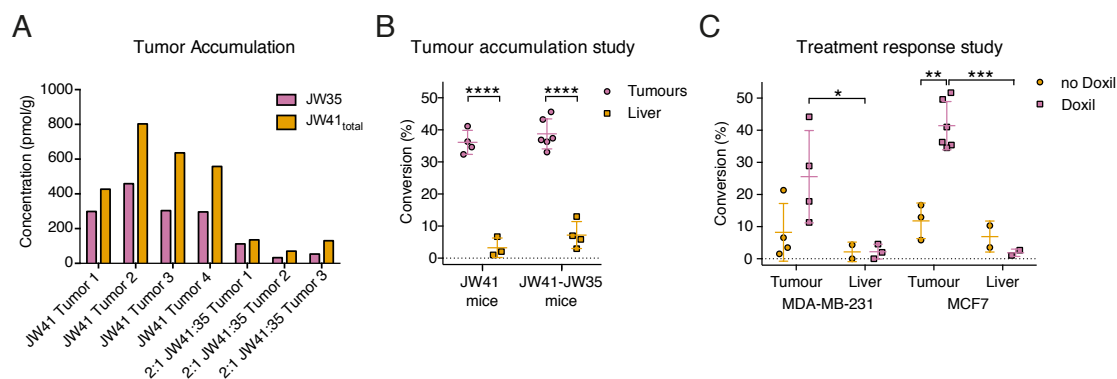 A
Tumor Accumulation
Concentration (pmol/g)
1000
800
600
400
200
0
JW35
JW41total
JW41 Tumor 1
JW41 Tumor 2
JW41 Tumor 3
JW41 Tumor 4
2:1 JW41:35 Tumor 1
2:1 JW41:35 Tumor 2
2:1 JW41:35 Tumor 3
B
Tumour accumulation study
Conversion (%)
50
40
30
20
10
0
****
****
Tumours
Liver
JW41
mice
JW41-JW35
mice
C
Treatment response study
Conversion (%)
50
40
30
20
10
0
*
**
***
no Doxil
Doxil
Tumour
Liver
Tumour
Liver
MDA-MB-231
MCF7